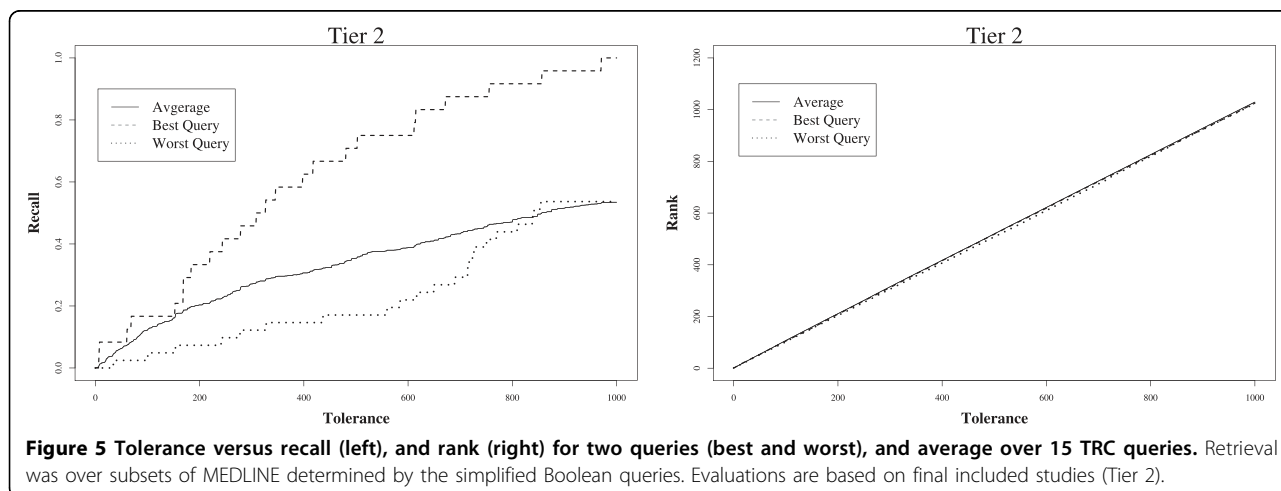 Tier 2
1.0
0.8
0.6
0.4
0.2
0.0
Recall
Avgerage
Best Query
Worst Query
0 200 400 600 800 1000
Tolerance
Tier 2
1200
1000
800
600
400
200
0
Rank
Average
Best Query
Worst Query
0 200 400 600 800 1000
Tolerance
Figure 5 Tolerance versus recall (left), and rank (right) for two queries (best and worst), and average over 15 TRC queries. Retrieval
was over subsets of MEDLINE determined by the simplified Boolean queries. Evaluations are based on final included studies (Tier 2).